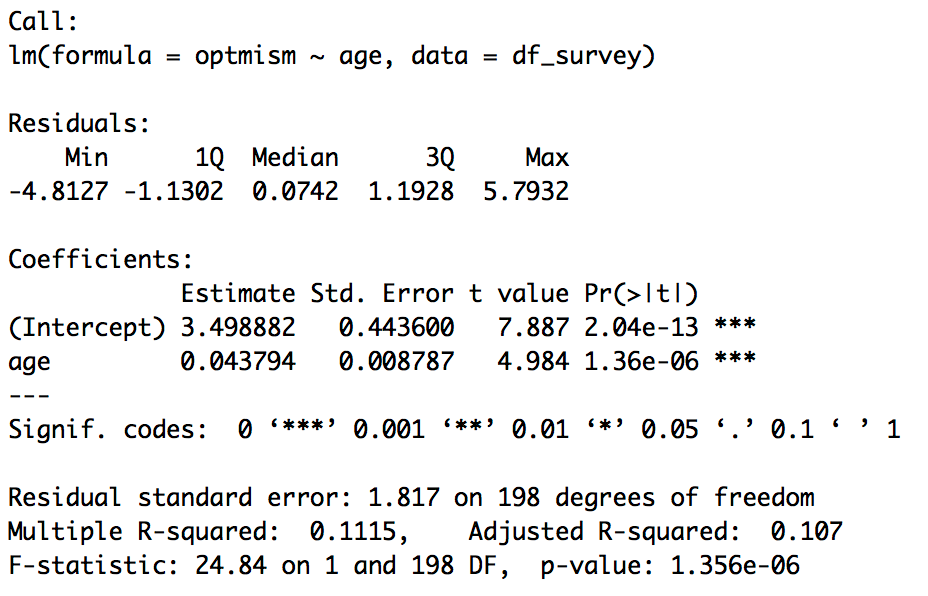 Call:
lm(formula = optmism ~ age, data = df_survey)
Residuals:
    Min      1Q  Median      3Q     Max
-4.8127 -1.1302  0.0742  1.1928  5.7932
Coefficients:
            Estimate Std. Error t value Pr(>|t|)
(Intercept) 3.498882   0.443600   7.887 2.04e-13 ***
age         0.043794   0.008787   4.984 1.36e-06 ***
---
Signif. codes:  0 ‘***’ 0.001 ‘**’ 0.01 ‘*’ 0.05 ‘.’ 0.1 ‘ ’ 1
Residual standard error: 1.817 on 198 degrees of freedom
Multiple R-squared:  0.1115,	Adjusted R-squared:  0.107
F-statistic: 24.84 on 1 and 198 DF,  p-value: 1.356e-06